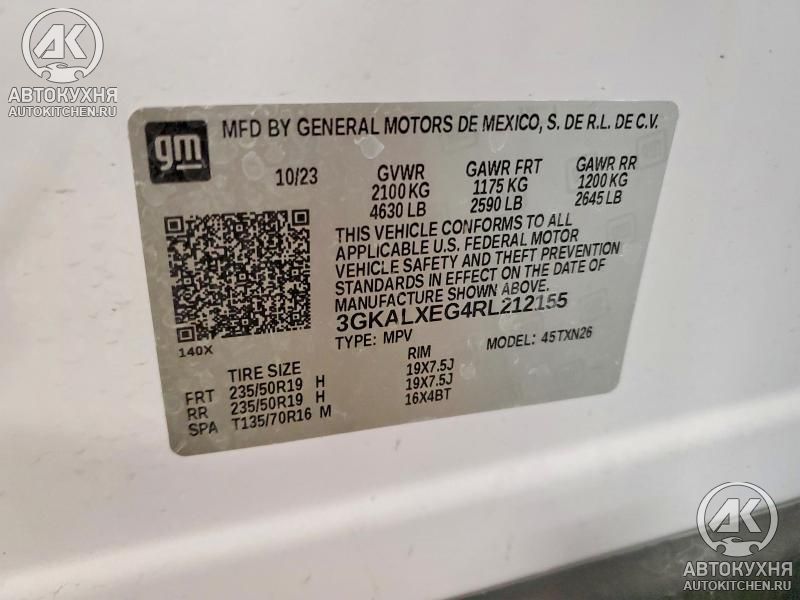 AK
АВТОКУХНЯ
AUTOKITCHEN.RU
gm
MFD BY GENERAL MOTORS DE MEXICO, S. DE R.L. DE C.V.
10/23 GVWR GAWR FRT GAWR RR
2100 KG 1175 KG 1200 KG
4630 LB 2590 LB 2645 LB
THIS VEHICLE CONFORMS TO ALL
APPLICABLE U.S. FEDERAL MOTOR
VEHICLE SAFETY AND THEFT PREVENTION
STANDARDS IN EFFECT ON THE DATE OF
MANUFACTURE SHOWN ABOVE.
3GKALXEG4RL212155
140X TYPE: MPV MODEL: 45TXN26
TIRE SIZE RIM
FRT 235/50R19 H 19X7.5J
RR 235/50R19 H 19X7.5J
SPA T135/70R16 M 16X4BT
AK
АВТОКУХНЯ
AUTOKITCHEN.RU